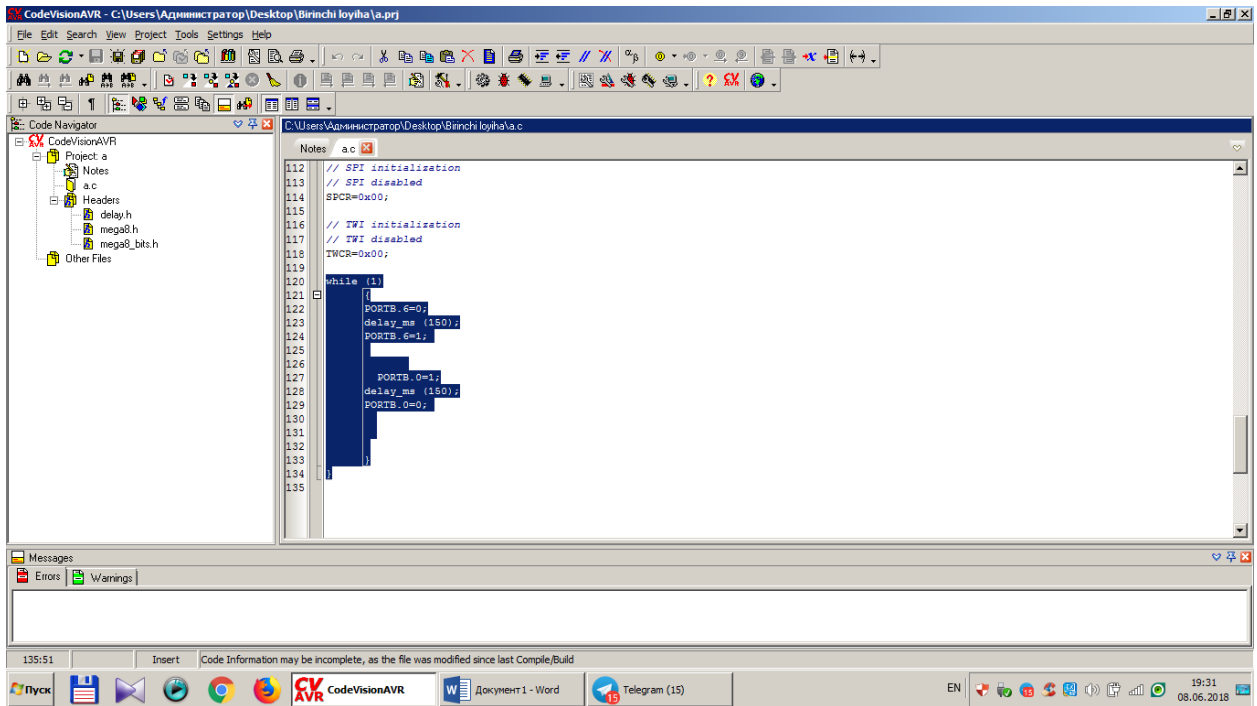 CodeVisionAVR - C:\Users\Администратор\Desktop\Birinchi loyiha\a.prj
File Edit Search View Project Tools Settings Help
Code Navigator
C:\Users\Администратор\Desktop\Birinchi loyiha\a.c
CodeVisionAVR
Project: a
Notes
a.c
Headers
delay.h
mega8.h
mega8_bits.h
Other Files
Notes a.c
112 // SPI initialization
113 // SPI disabled
114 SPCR=0x00;
115
116 // TWI initialization
117 // TWI disabled
118 TWCR=0x00;
119
120 while (1)
121 {
122 PORTB.6=0;
123 delay_ms (150);
124 PORTB.6=1;
125
126
127 PORTB.0=1;
128 delay_ms (150);
129 PORTB.0=0;
130
131
132
133 }
134 }
135
Messages
Errors Warnings
135:51 Insert Code Information may be incomplete, as the file was modified since last Compile/Build
Пуск CV AVR CodeVisionAVR W Документ1 - Word 15 Telegram (15) EN 15 19:31
08.06.2018